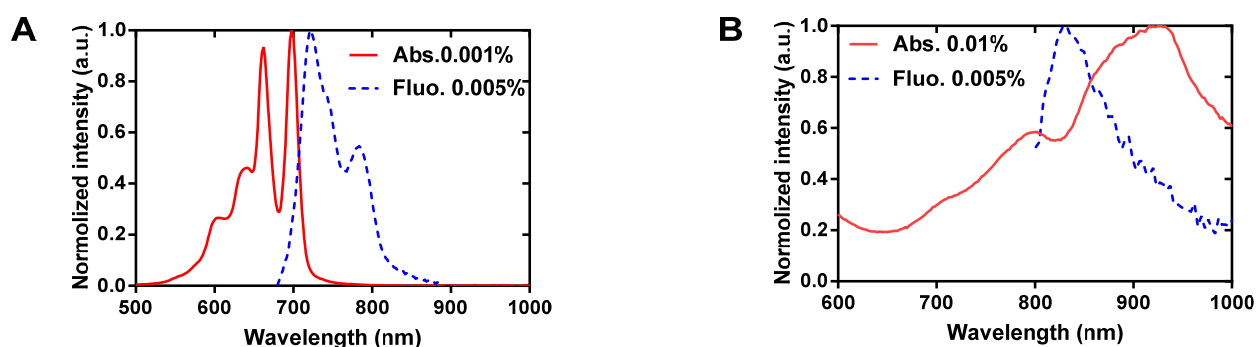 A
Normolized intensity (a.u.)
1.0
0.8
0.6
0.4
0.2
0.0
Abs.0.001%
Fluo. 0.005%
500 600 700 800 900 1000
Wavelength (nm)
B
Normolized intensity (a.u.)
1.0
0.8
0.6
0.4
0.2
0.0
Abs. 0.01%
Fluo. 0.005%
600 700 800 900 1000
Wavelength (nm)